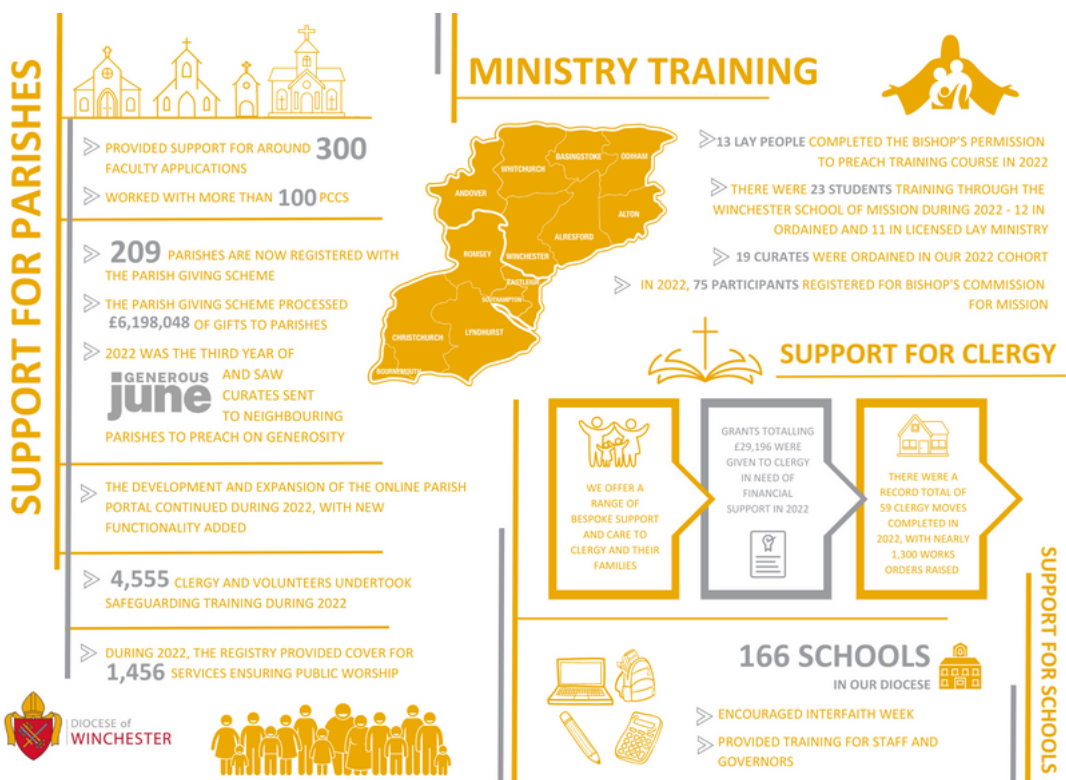 SUPPORT FOR PARISHES
PROVIDED SUPPORT FOR AROUND 300
FACULTY APPLICATIONS
WORKED WITH MORE THAN 100 PCCS
209 PARISHES ARE NOW REGISTERED WITH
THE PARISH GIVING SCHEME
THE PARISH GIVING SCHEME PROCESSED
£6,198,048 OF GIFTS TO PARISHES
2022 WAS THE THIRD YEAR OF
GENEROUS
june
AND SAW
CURATES SENT
TO NEIGHBOURING
PARISHES TO PREACH ON GENEROSITY
THE DEVELOPMENT AND EXPANSION OF THE ONLINE PARISH
PORTAL CONTINUED DURING 2022, WITH NEW
FUNCTIONALITY ADDED
4,555 CLERGY AND VOLUNTEERS UNDERTOOK
SAFEGUARDING TRAINING DURING 2022
DURING 2022, THE REGISTRY PROVIDED COVER FOR
1,456 SERVICES ENSURING PUBLIC WORSHIP
DIOCESE of
WINCHESTER
MINISTRY TRAINING
WHITCHURCH
BASINGSTOKE
ODIHAM
ANDOVER
ALTON
ALRESFORD
ROMSEY
WINCHESTER
EASTLEIGH
SOUTHAMPTON
CHRISTCHURCH
LYNDHURST
BOURNEMOUTH
13 LAY PEOPLE COMPLETED THE BISHOP'S PERMISSION
TO PREACH TRAINING COURSE IN 2022
THERE WERE 23 STUDENTS TRAINING THROUGH THE
WINCHESTER SCHOOL OF MISSION DURING 2022 - 12 IN
ORDAINED AND 11 IN LICENSED LAY MINISTRY
19 CURATES WERE ORDAINED IN OUR 2022 COHORT
IN 2022, 75 PARTICIPANTS REGISTERED FOR BISHOP'S COMMISSION
FOR MISSION
SUPPORT FOR CLERGY
WE OFFER A
RANGE OF
BESPOKE SUPPORT
AND CARE TO
CLERGY AND THEIR
FAMILIES
GRANTS TOTALLING
£29,196 WERE
GIVEN TO CLERGY
IN NEED OF
FINANCIAL
SUPPORT IN 2022
THERE WERE A
RECORD TOTAL OF
59 CLERGY MOVES
COMPLETED IN
2022, WITH NEARLY
1,300 WORKS
ORDERS RAISED
SUPPORT FOR SCHOOLS
166 SCHOOLS
IN OUR DIOCESE
ENCOURAGED INTERFAITH WEEK
PROVIDED TRAINING FOR STAFF AND
GOVERNORS